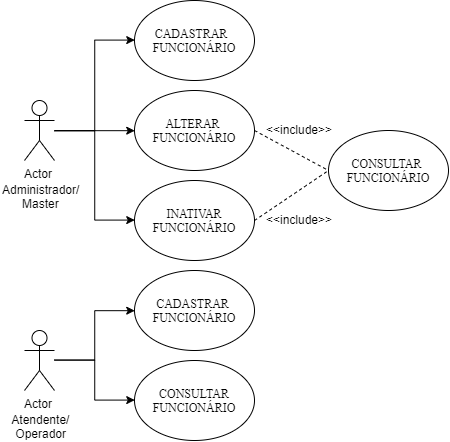 CADASTRAR
FUNCIONÁRIO
ALTERAR
FUNCIONÁRIO
<<include>>
CONSULTAR
FUNCIONÁRIO
Actor
Administrador/
Master
INATIVAR
FUNCIONÁRIO
<<include>>
CADASTRAR
FUNCIONÁRIO
CONSULTAR
FUNCIONÁRIO
Actor
Atendente/
Operador